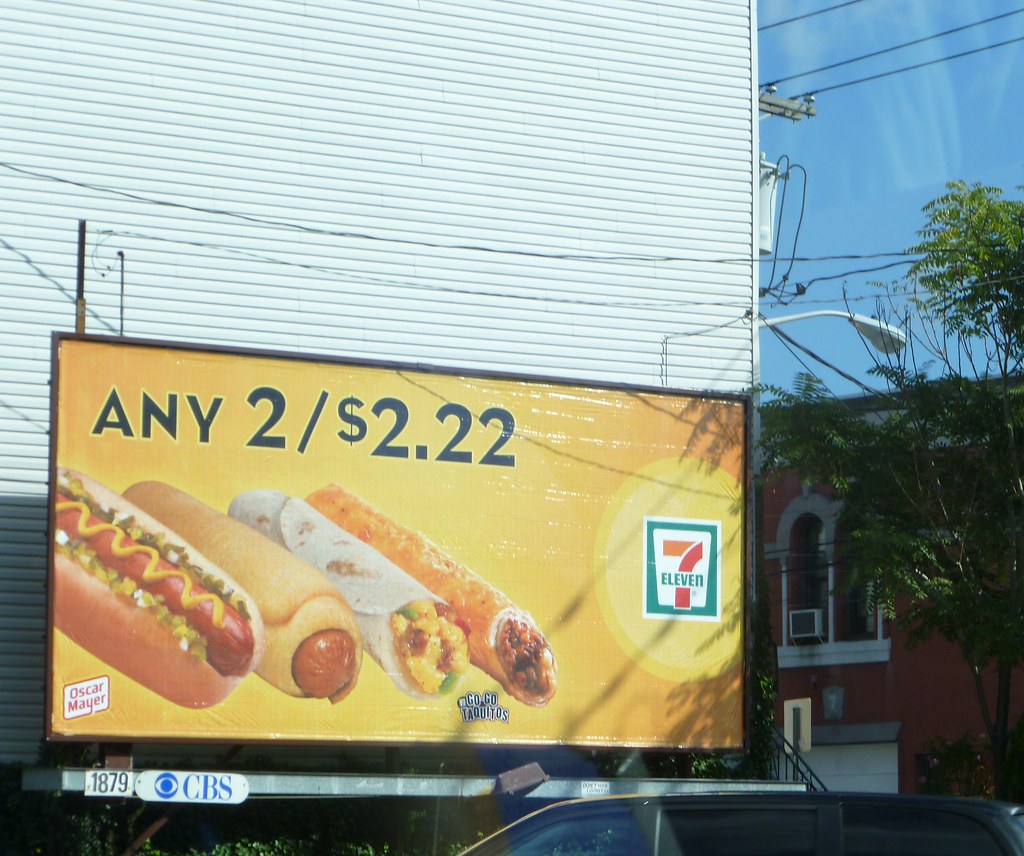 ANY 2/$2.22
7
ELEVEn
Oscar
Mayer
GO-GO
TAQUITOS
1879
CBS